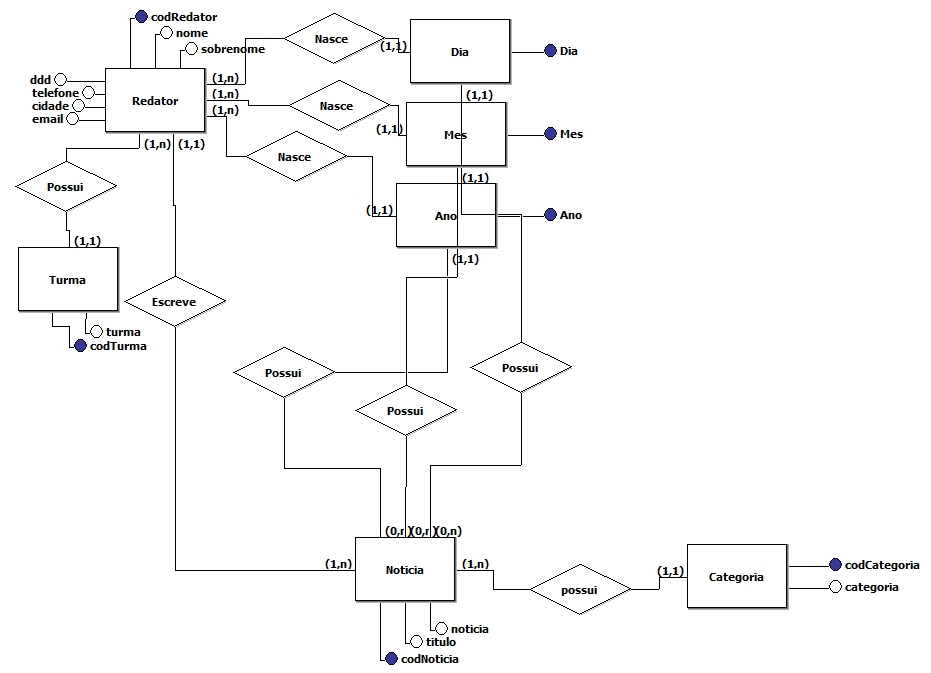 codRedator
nome
sobrenome
Nasce
(1,1)
Dia
Dia
ddd
telefone
cidade
email
Redator
(1,n)
(1,n)
(1,n)
Nasce
(1,1)
(1,1)
Mes
Mes
(1,n)
(1,1)
Nasce
(1,1)
(1,1)
Ano
Ano
Possui
(1,1)
(1,1)
Turma
turma
codTurma
Escreve
Possui
Possui
Possui
(0,n)
(0,n)
(0,n)
(1,n)
Noticia
(1,n)
possui
(1,1)
Categoria
codCategoria
categoria
noticia
titulo
codNoticia